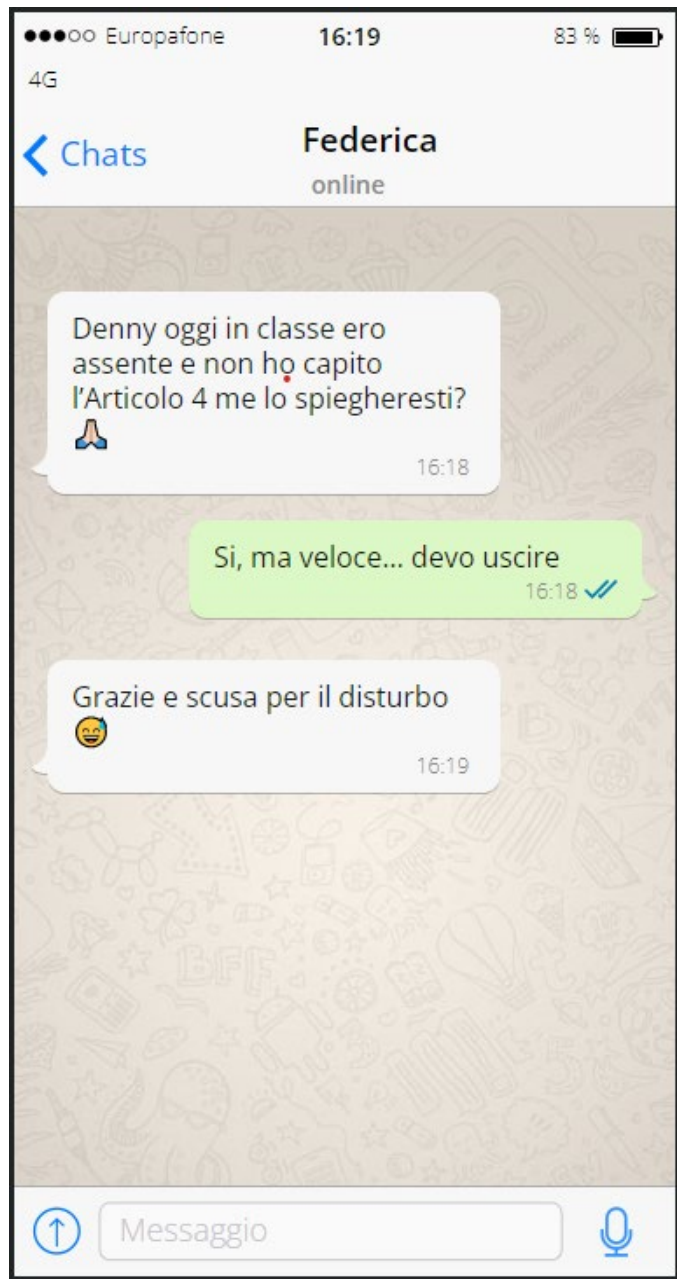 ●●●○○ Europafone 16:19 83 %
4G
Chats
Federica
online
Denny oggi in classe ero
assente e non ho capito
l'Articolo 4 me lo spiegheresti?
🙏🏻
16:18
Si, ma veloce... devo uscire
16:18
Grazie e scusa per il disturbo
😅
16:19
BFF
Messaggio